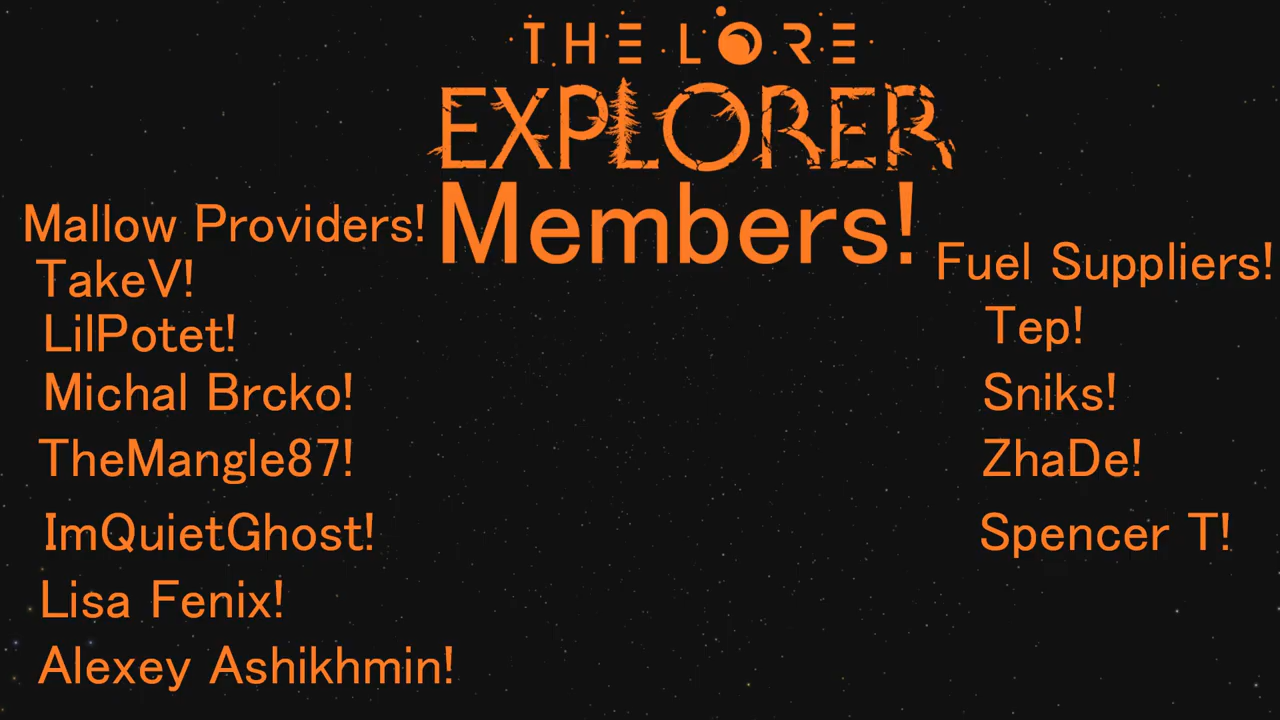 THE LORE
EXPLORER
Members!
Mallow Providers!
TakeV!
LilPotet!
Michal Brcko!
TheMangle87!
ImQuietGhost!
Lisa Fenix!
Alexey Ashikhmin!
Fuel Suppliers!
Tep!
Sniks!
ZhaDe!
Spencer T!